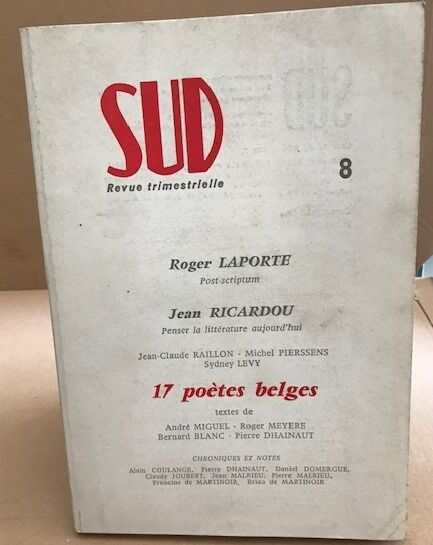 SUD
Revue trimestrielle
8
Roger LAPORTE
Post-scriptum
Jean RICARDOU
Penser la littérature aujourd'hui
Jean-Claude RAILLON - Michel PIERSSENS
Sydney LEVY
17 poètes belges
textes de
André MIGUEL - Roger MEYERE
Bernard BLANC - Pierre DHAINAUT
CHRONIQUES ET NOTES
Alain COULANGE, Pierre DHAINAUT, Daniel DOMERGUE,
Claude JOUBERT, Jean MALRIEU, Pierre MALRIEU,
Francine de MARTINOIR, Brian de MARTINOIR